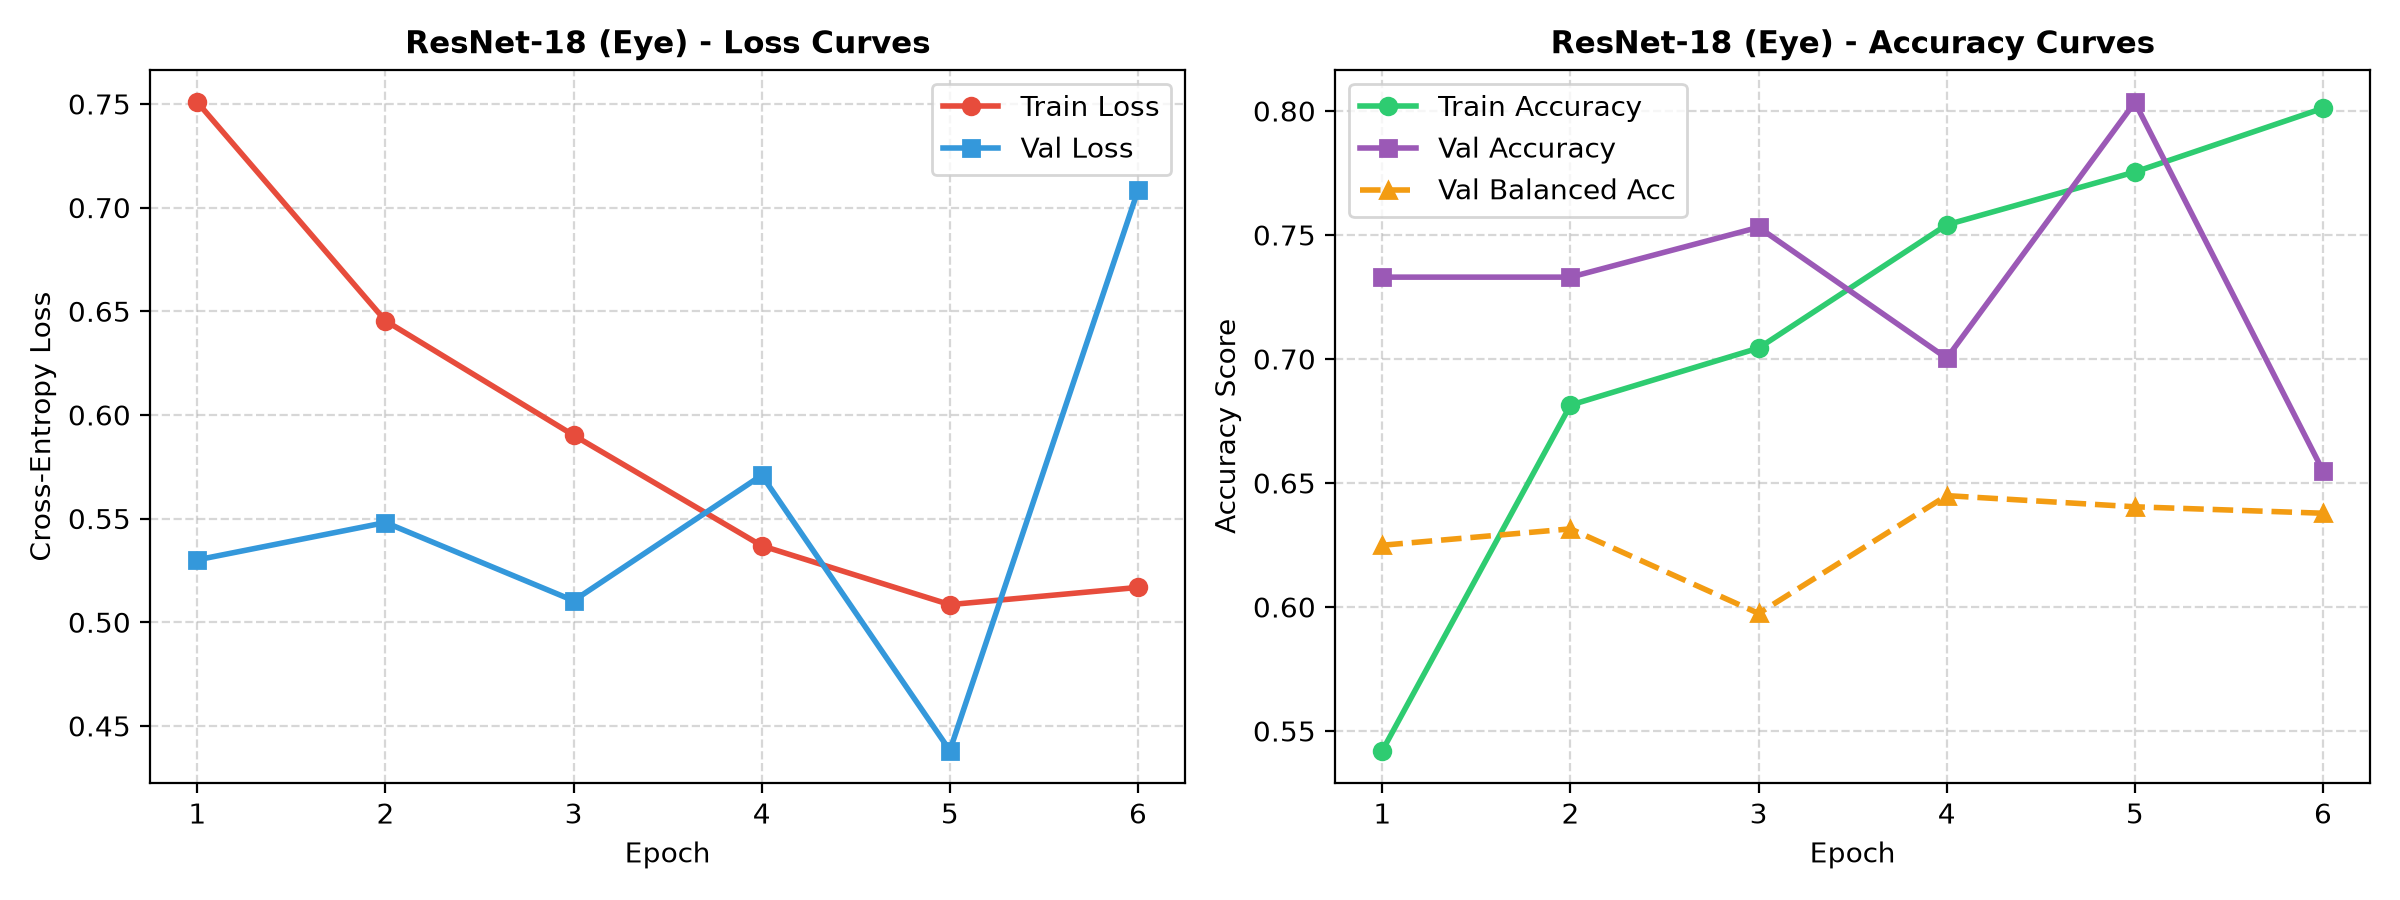 ResNet-18 (Eye) - Loss Curves
Train Loss
Val Loss
Cross-Entropy Loss
0.75
0.70
0.65
0.60
0.55
0.50
0.45
1 2 3 4 5 6
Epoch
ResNet-18 (Eye) - Accuracy Curves
Train Accuracy
Val Accuracy
Val Balanced Acc
Accuracy Score
0.80
0.75
0.70
0.65
0.60
0.55
1 2 3 4 5 6
Epoch